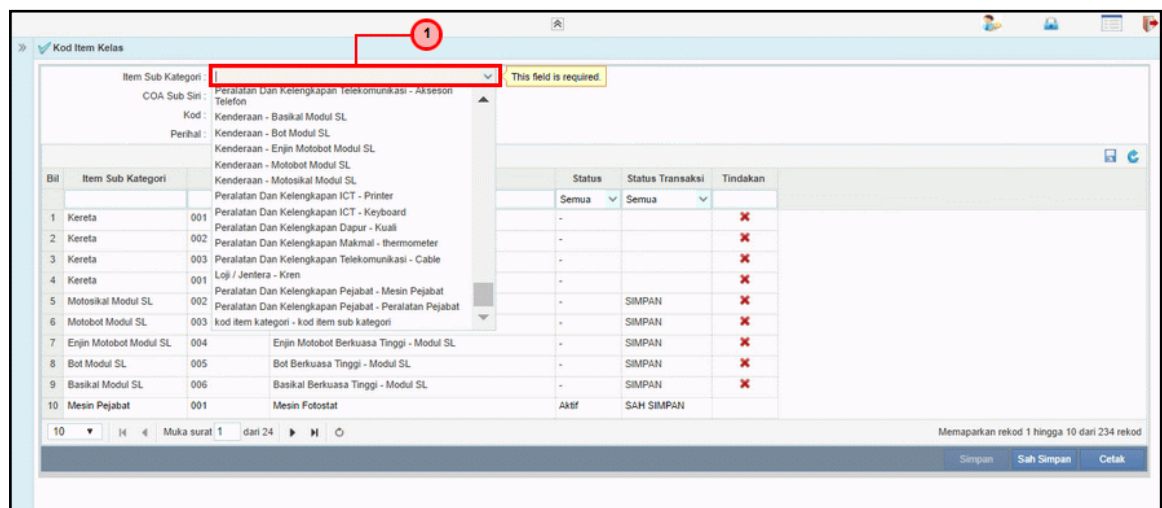 1
Kod Item Kelas
Item Sub Kategori :
This field is required.
COA Sub Siri :
Kod :
Perihal :
Peralatan Dan Kelengkapan Telekomunikasi - Aksesori
Telefon
Kenderaan - Basikal Modul SL
Kenderaan - Bot Modul SL
Kenderaan - Enjin Motobot Modul SL
Kenderaan - Motobot Modul SL
Kenderaan - Motosikal Modul SL
Peralatan Dan Kelengkapan ICT - Printer
Peralatan Dan Kelengkapan ICT - Keyboard
Peralatan Dan Kelengkapan Dapur - Kuali
Peralatan Dan Kelengkapan Makmal - thermometer
Peralatan Dan Kelengkapan Telekomunikasi - Cable
Loji / Jentera - Kren
Peralatan Dan Kelengkapan Pejabat - Mesin Pejabat
Peralatan Dan Kelengkapan Pejabat - Peralatan Pejabat
kod item kategori - kod item sub kategori
Bil Item Sub Kategori Status Status Transaksi Tindakan
Semua Semua
1 Kereta 001 -
2 Kereta 002 -
3 Kereta 003 -
4 Kereta 001 -
5 Motosikal Modul SL 002 - SIMPAN
6 Motobot Modul SL 003 - SIMPAN
7 Enjin Motobot Modul SL 004 Enjin Motobot Berkuasa Tinggi - Modul SL - SIMPAN
8 Bot Modul SL 005 Bot Berkuasa Tinggi - Modul SL - SIMPAN
9 Basikal Modul SL 006 Basikal Berkuasa Tinggi - Modul SL - SIMPAN
10 Mesin Pejabat 001 Mesin Fotostat Aktif SAH SIMPAN
10 Muka surat 1 dari 24 Memaparkan rekod 1 hingga 10 dari 234 rekod
Simpan Sah Simpan Cetak